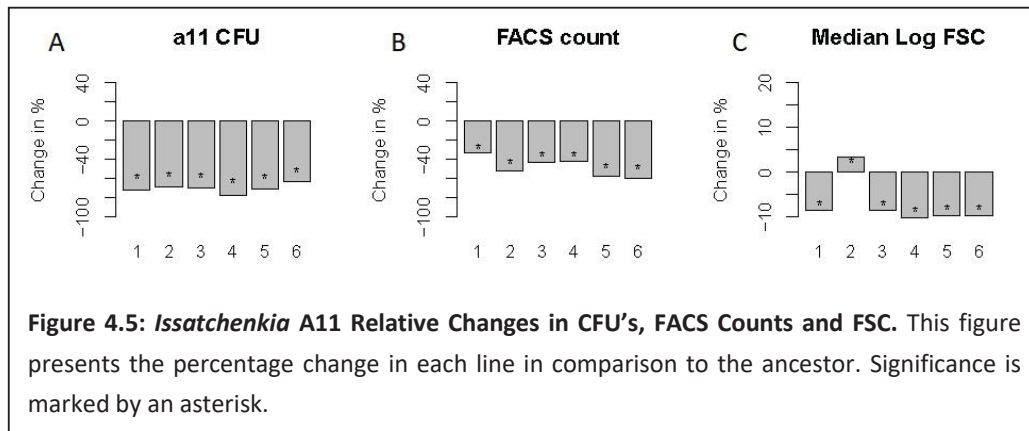 A a11 CFU B FACS count C Median Log FSC
Change in %
40
0
−40
−100
* * * * * *
1 2 3 4 5 6
Change in %
40
0
−40
−100
* * * * * *
1 2 3 4 5 6
Change in %
20
10
0
−10
* * * * * *
1 2 3 4 5 6
Figure 4.5: Issatchenkia A11 Relative Changes in CFU's, FACS Counts and FSC. This figure
presents the percentage change in each line in comparison to the ancestor. Significance is
marked by an asterisk.